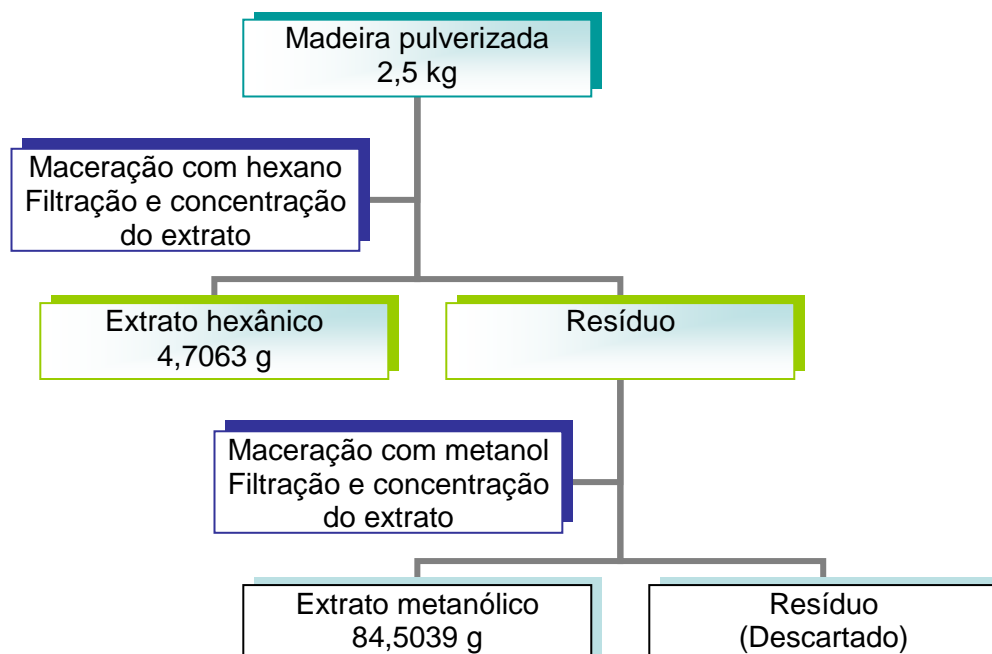 Madeira pulverizada
2,5 kg
Maceração com hexano
Filtração e concentração
do extrato
Extrato hexânico
4,7063 g
Resíduo
Maceração com metanol
Filtração e concentração
do extrato
Extrato metanólico
84,5039 g
Resíduo
(Descartado)